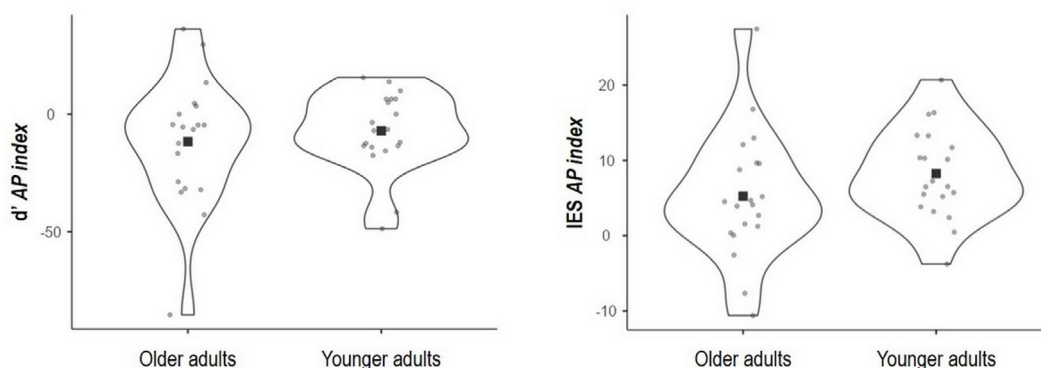 d' AP index
0
-50
Older adults Younger adults
IES AP index
20
10
0
-10
Older adults Younger adults